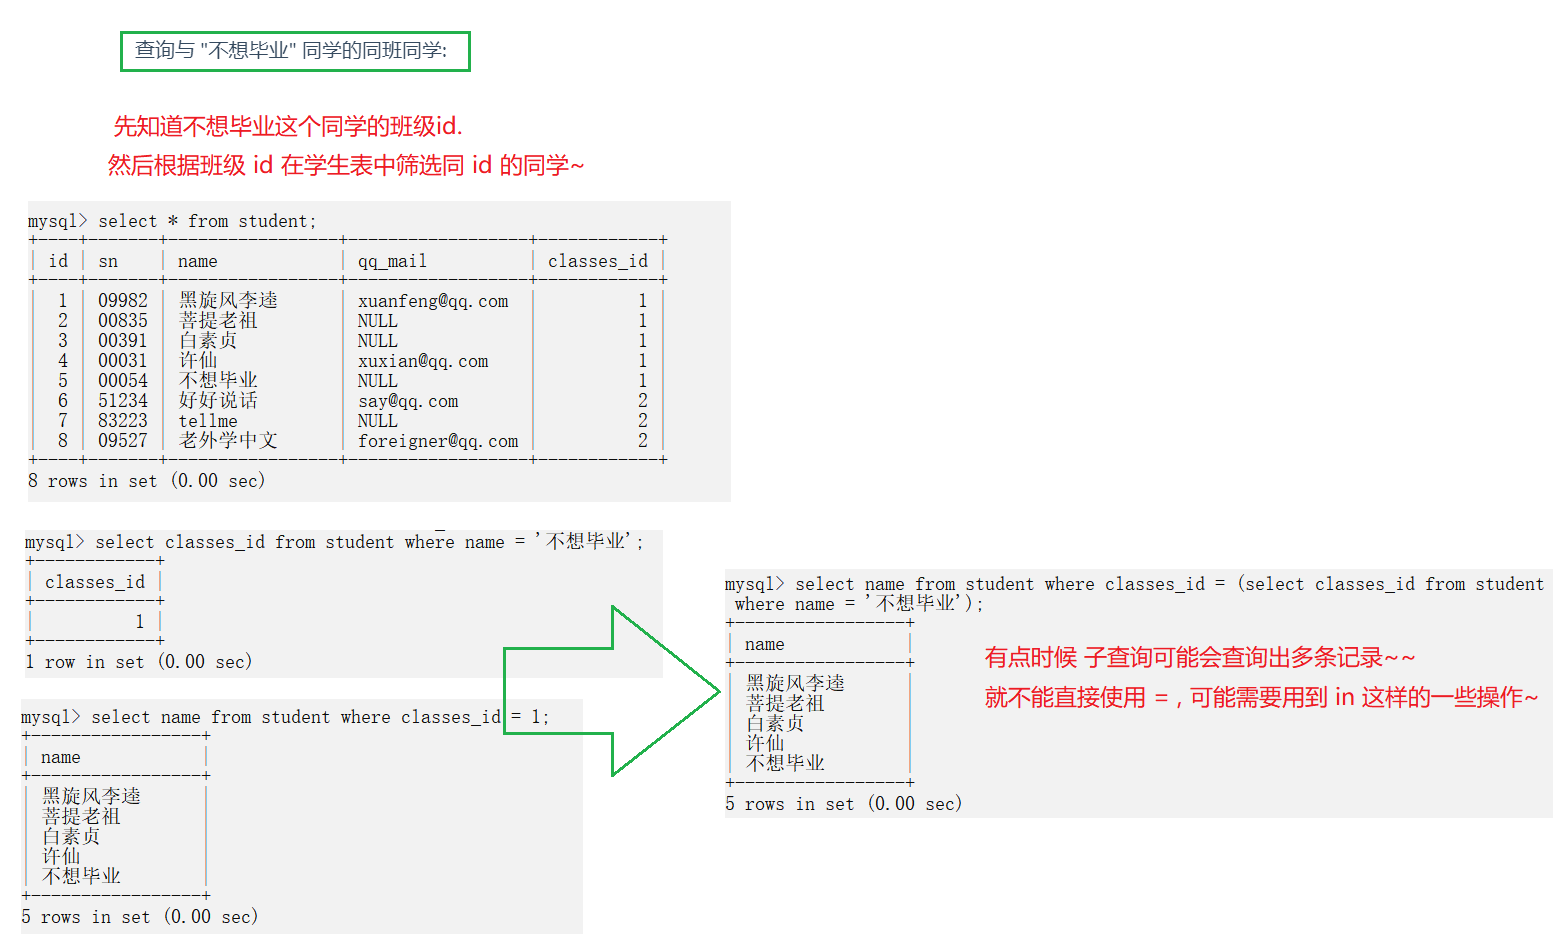 查询与 "不想毕业" 同学的同班同学:
先知道不想毕业这个同学的班级id.
然后根据班级 id 在学生表中筛选同 id 的同学~
mysql> select * from student;
+----+-------+-----------------+------------------+------------+
| id | sn    | name            | qq_mail          | classes_id |
+----+-------+-----------------+------------------+------------+
|  1 | 09982 | 黑旋风李逵      | xuanfeng@qq.com  |          1 |
|  2 | 00835 | 菩提老祖        | NULL             |          1 |
|  3 | 00391 | 白素贞          | NULL             |          1 |
|  4 | 00031 | 许仙            | xuxian@qq.com    |          1 |
|  5 | 00054 | 不想毕业        | NULL             |          1 |
|  6 | 51234 | 好好说话        | say@qq.com       |          2 |
|  7 | 83223 | tellme          | NULL             |          2 |
|  8 | 09527 | 老外学中文      | foreigner@qq.com |          2 |
+----+-------+-----------------+------------------+------------+
8 rows in set (0.00 sec)
mysql> select classes_id from student where name = '不想毕业';
+------------+
| classes_id |
+------------+
|          1 |
+------------+
1 row in set (0.00 sec)
mysql> select name from student where classes_id = 1;
+-----------------+
| name            |
+-----------------+
| 黑旋风李逵      |
| 菩提老祖        |
| 白素贞          |
| 许仙            |
| 不想毕业        |
+-----------------+
5 rows in set (0.00 sec)
mysql> select name from student where classes_id = (select classes_id from student
 where name = '不想毕业');
+-----------------+
| name            |
+-----------------+
| 黑旋风李逵      |
| 菩提老祖        |
| 白素贞          |
| 许仙            |
| 不想毕业        |
+-----------------+
5 rows in set (0.00 sec)
有点时候 子查询可能会查询出多条记录~~
就不能直接使用 = , 可能需要用到 in 这样的一些操作~